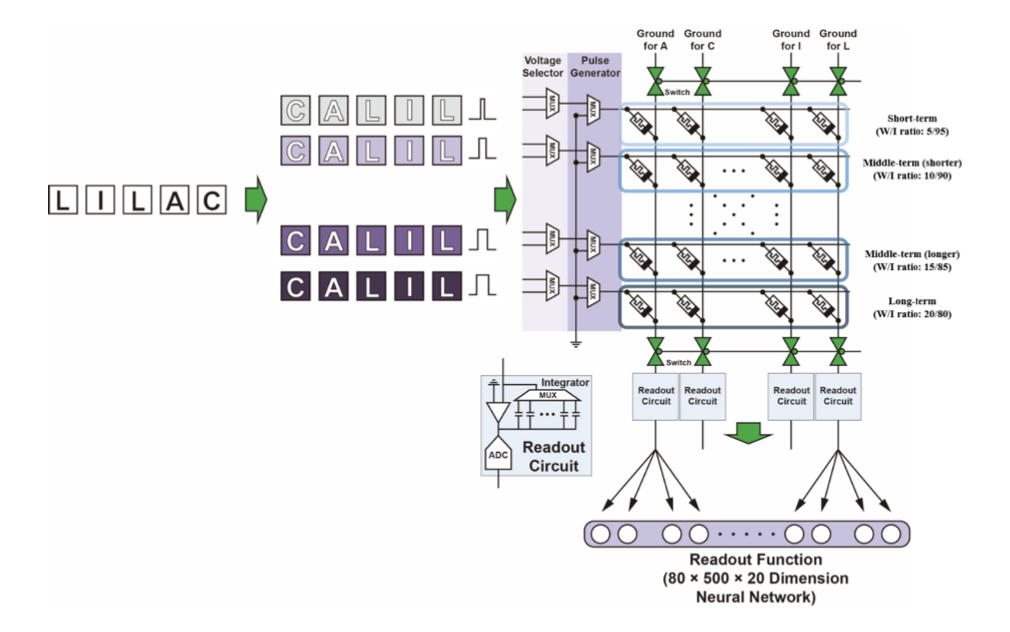 L I L A C
C A L I L
C A L I L
C A L I L
C A L I L
Voltage
Selector
Pulse
Generator
MUX
MUX
MUX
MUX
MUX
MUX
MUX
MUX
Ground
for A
Ground
for C
Ground
for I
Ground
for L
Switch
Short-term
(W/I ratio: 5/95)
Middle-term (shorter)
(W/I ratio: 10/90)
Middle-term (longer)
(W/I ratio: 15/85)
Long-term
(W/I ratio: 20/80)
Switch
Readout
Circuit
Readout
Circuit
Readout
Circuit
Readout
Circuit
Integrator
MUX
ADC
Readout
Circuit
Readout Function
(80 × 500 × 20 Dimension
Neural Network)